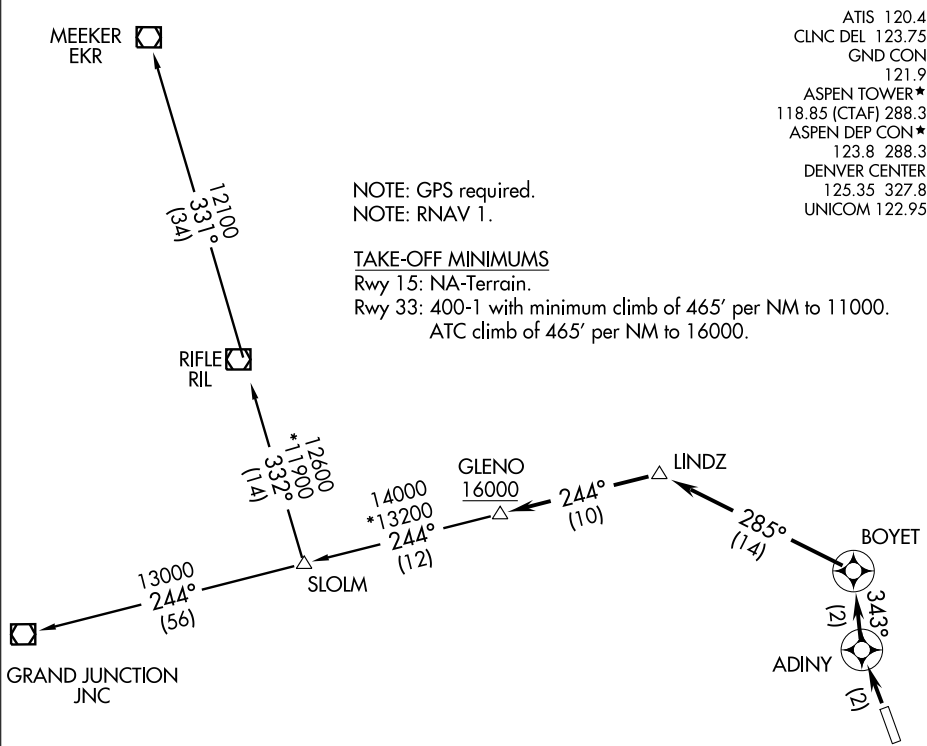 ATIS 120.4
CLNC DEL 123.75
GND CON
121.9
ASPEN TOWER★
118.85 (CTAF) 288.3
ASPEN DEP CON★
123.8 288.3
DENVER CENTER
125.35 327.8
UNICOM 122.95
MEEKER
EKR
12100
331°
(34)
NOTE: GPS required.
NOTE: RNAV 1.
TAKE-OFF MINIMUMS
Rwy 15: NA-Terrain.
Rwy 33: 400-1 with minimum climb of 465' per NM to 11000.
ATC climb of 465' per NM to 16000.
RIFLE
RIL
12600
*11900
332°
(14)
GLENO
16000
LINDZ
244°
(10)
14000
*13200
244°
(12)
285°
(14)
BOYET
SLOLM
13000
244°
(56)
343°
(2)
ADINY
(2)
GRAND JUNCTION
JNC